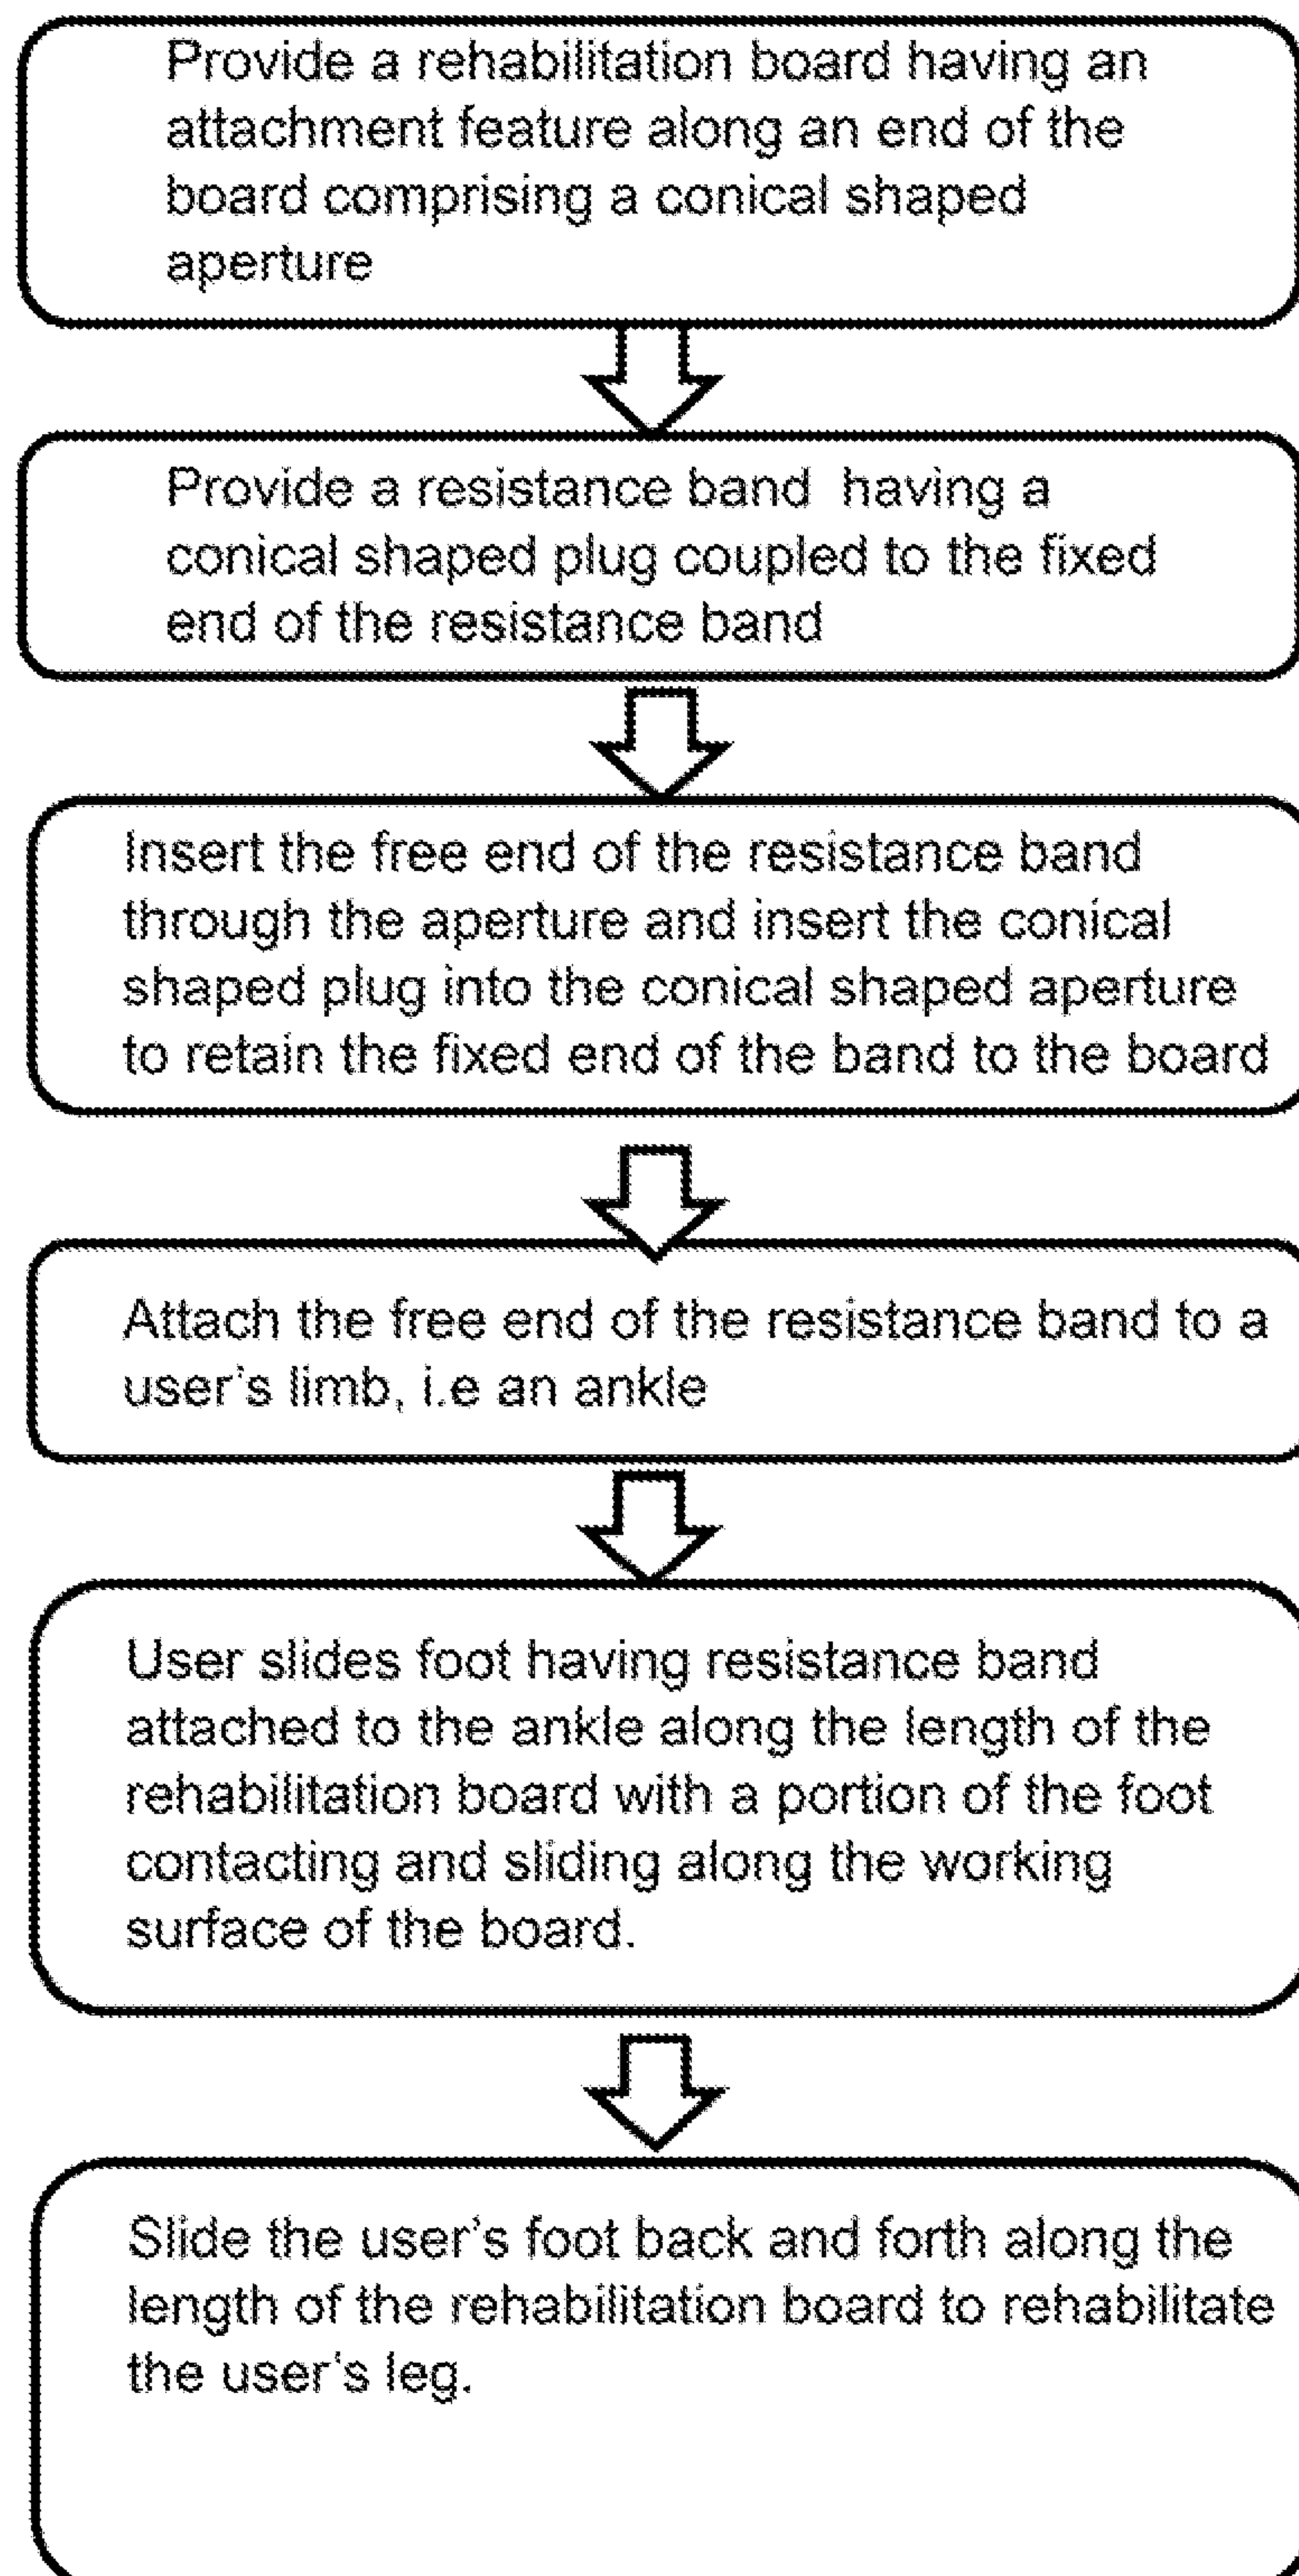 Provide a rehabilitation board having an
attachment feature along an end of the
board comprising a conical shaped
aperture
Provide a resistance band  having a
conical shaped plug coupled to the fixed
end of the resistance band
Insert the free end of the resistance band
through the aperture and insert the conical
shaped plug into the conical shaped aperture
to retain the fixed end of the band to the board
Attach the free end of the resistance band to a
user's limb, i.e an ankle
User slides foot having resistance band
attached to the ankle along the length of the
rehabilitation board with a portion of the foot
contacting and sliding along the working
surface of the board.
Slide the user's foot back and forth along the
length of the rehabilitation board to rehabilitate
the user's leg.